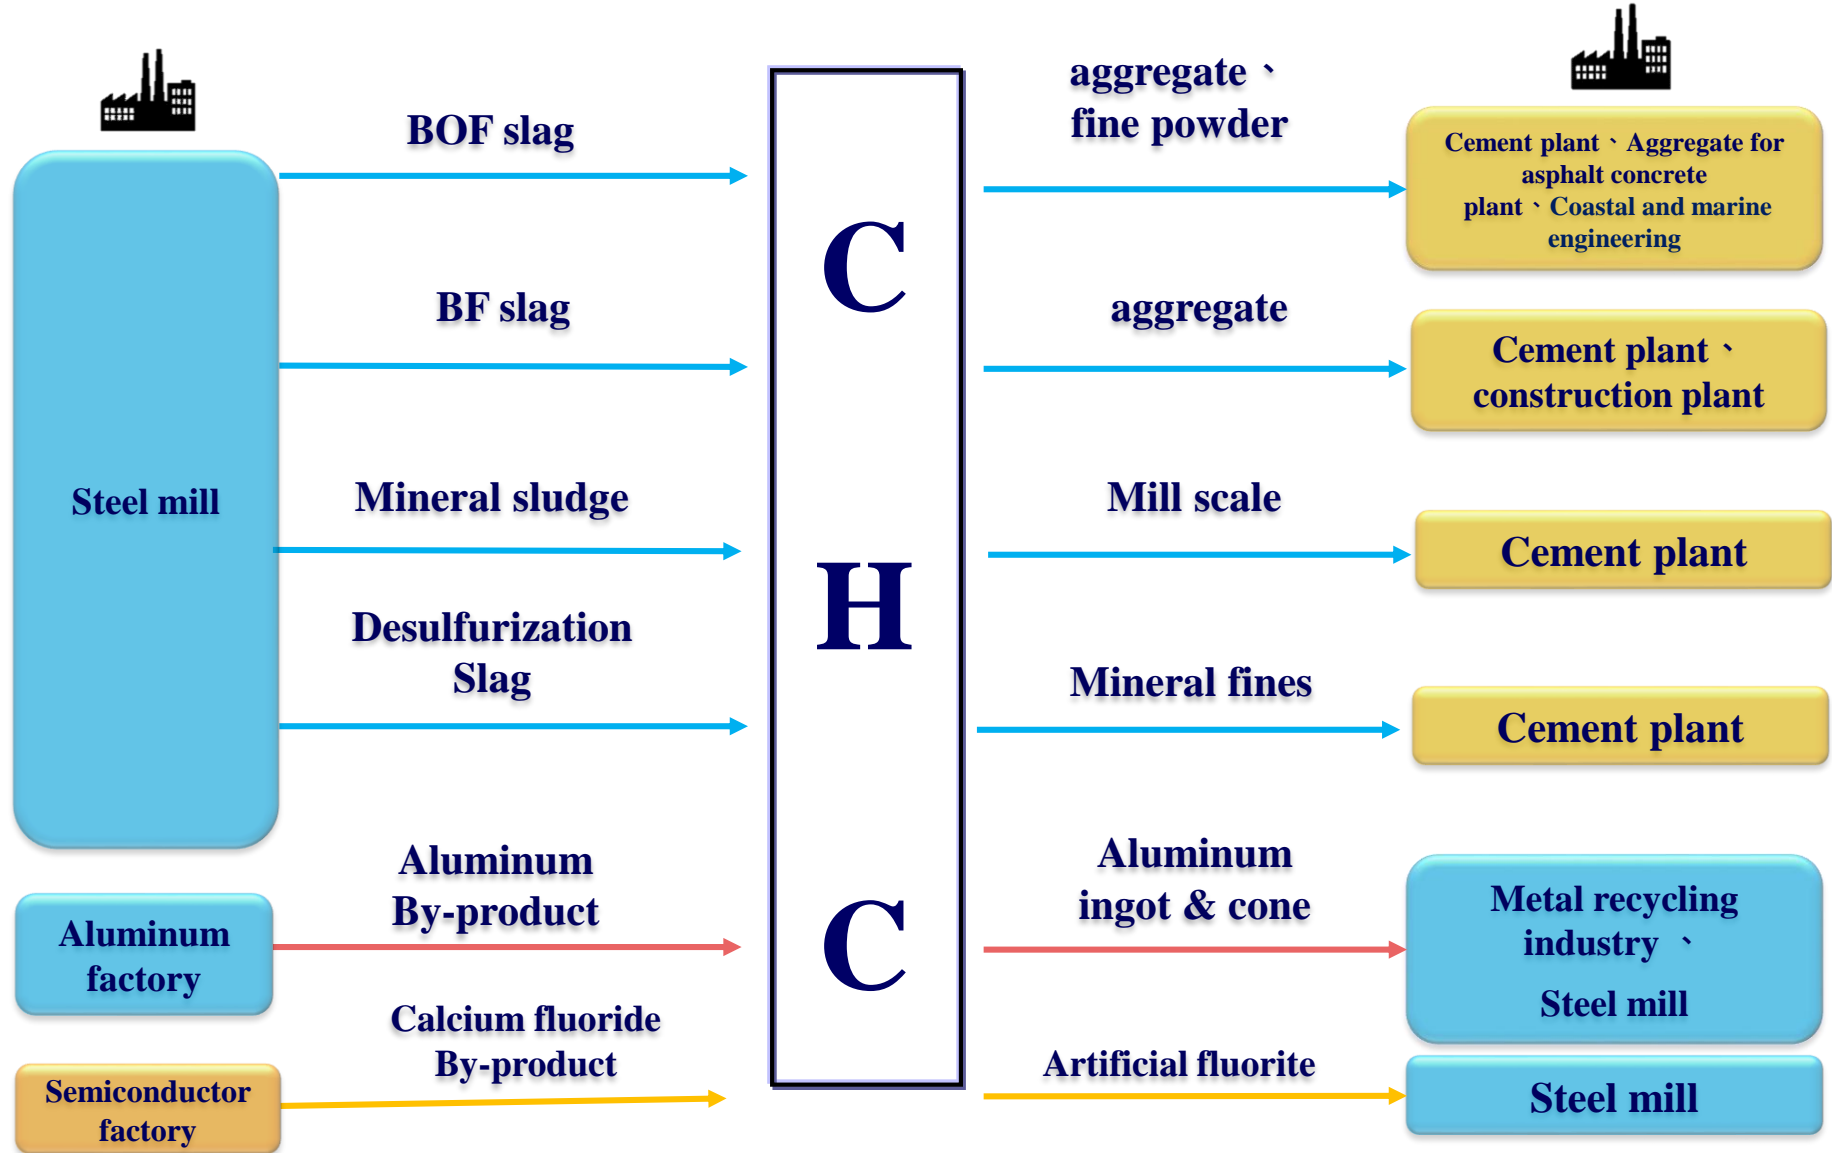 BOF slag
aggregate、
fine powder
Cement plant、Aggregate for
asphalt concrete
plant、Coastal and marine
engineering
BF slag
aggregate
Cement plant、
construction plant
Steel mill
Mineral sludge
Mill scale
Cement plant
Desulfurization
Slag
Mineral fines
Cement plant
C
H
C
Aluminum
factory
Aluminum
By-product
Aluminum
ingot & cone
Metal recycling
industry、
Steel mill
Semiconductor
factory
Calcium fluoride
By-product
Artificial fluorite
Steel mill